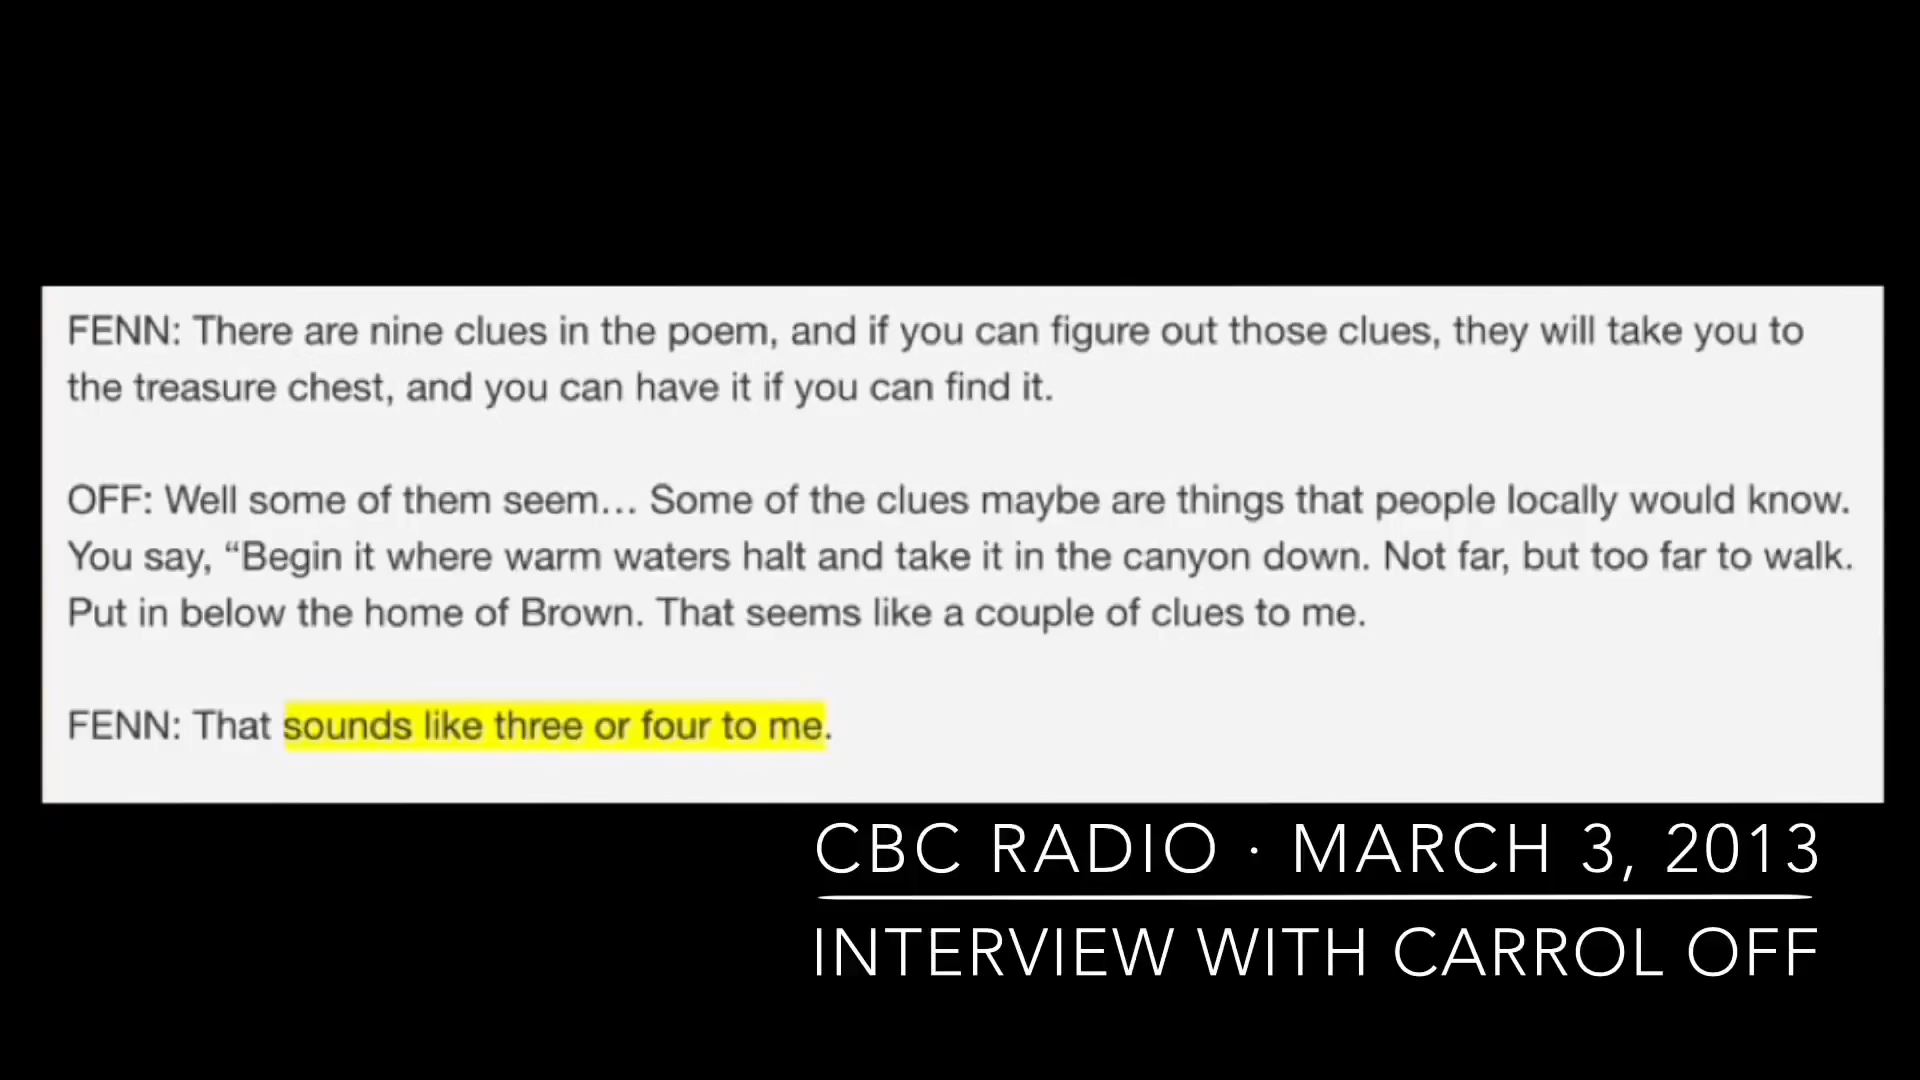 FENN: There are nine clues in the poem, and if you can figure out those clues, they will take you to
the treasure chest, and you can have it if you can find it.
OFF: Well some of them seem... Some of the clues maybe are things that people locally would know.
You say, “Begin it where warm waters halt and take it in the canyon down. Not far, but too far to walk.
Put in below the home of Brown. That seems like a couple of clues to me.
FENN: That sounds like three or four to me.
CBC RADIO · MARCH 3, 2013
INTERVIEW WITH CARROL OFF